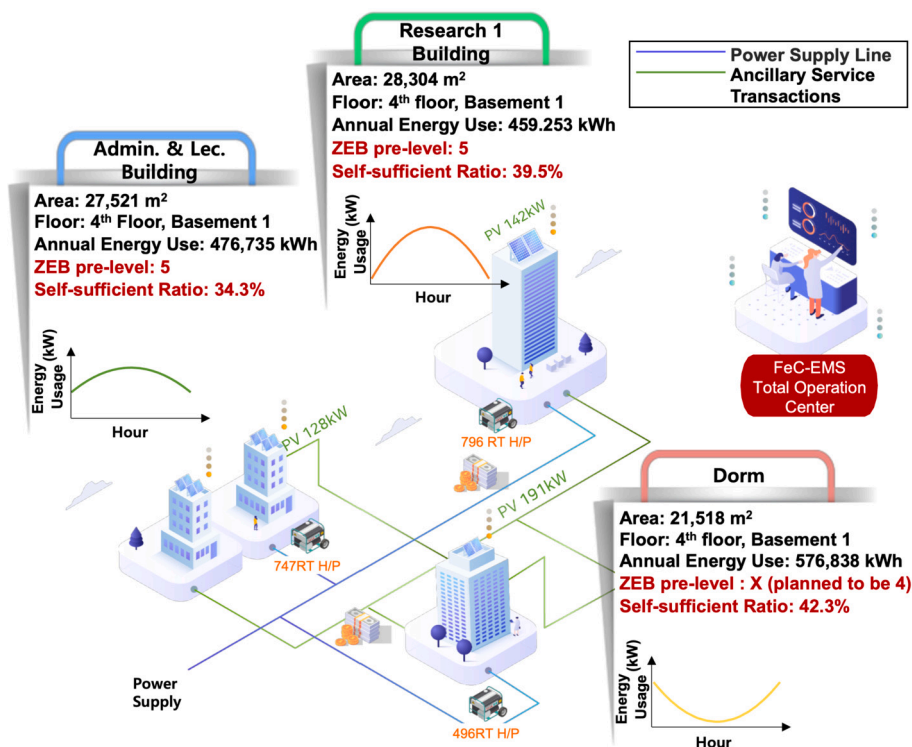 Research 1
Building
Area: 28,304 m²
Floor: 4th floor, Basement 1
Annual Energy Use: 459.253 kWh
ZEB pre-level: 5
Self-sufficient Ratio: 39.5%
Energy (kW)
Usage
Hour
Power Supply Line
Ancillary Service
Transactions
Admin. & Lec.
Building
Area: 27,521 m²
Floor: 4th Floor, Basement 1
Annual Energy Use: 476,735 kWh
ZEB pre-level: 5
Self-sufficient Ratio: 34.3%
Energy (kW)
Usage
Hour
PV 142kW
FeC-EMS
Total Operation
Center
796 RT H/P
PV 128kW
747RT H/P
PV 191kW
Dorm
Area: 21,518 m²
Floor: 4th floor, Basement 1
Annual Energy Use: 576,838 kWh
ZEB pre-level : X (planned to be 4)
Self-sufficient Ratio: 42.3%
Energy (kW)
Usage
Hour
Power
Supply
496RT H/P